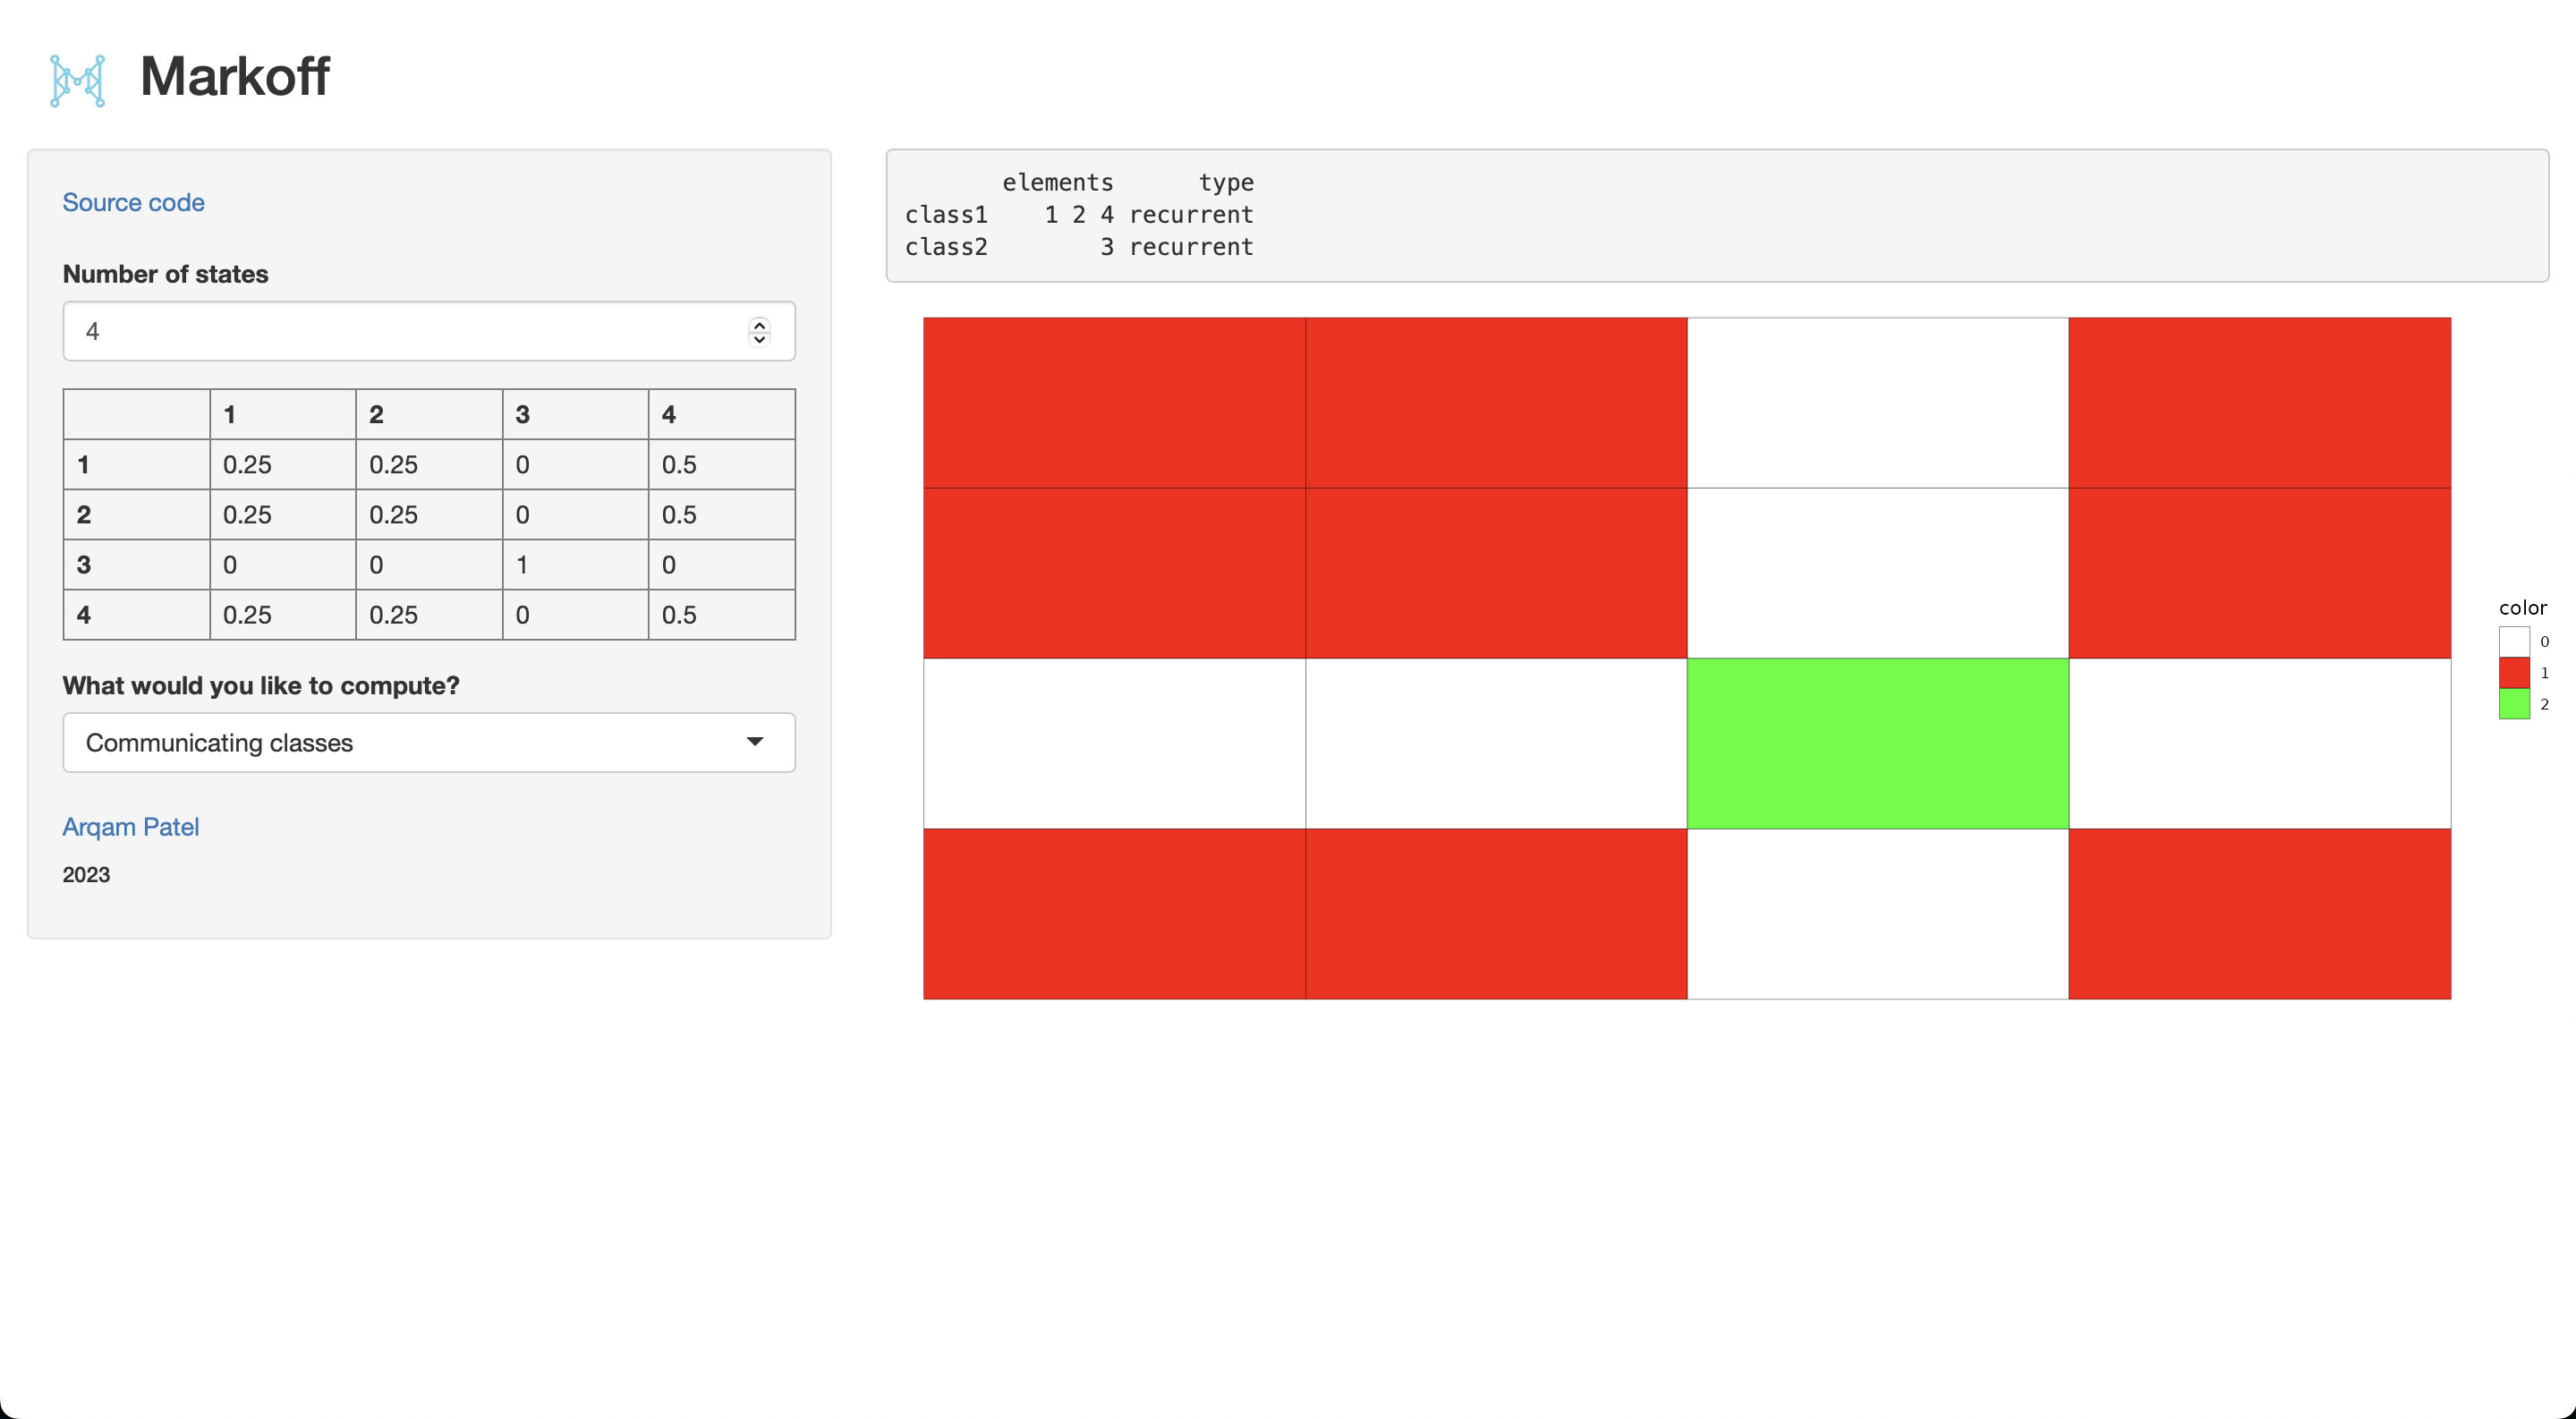 Markoff
Source code
Number of states
4
1 2 3 4
1 0.25 0.25 0 0.5
2 0.25 0.25 0 0.5
3 0 0 1 0
4 0.25 0.25 0 0.5
What would you like to compute?
Communicating classes
Arqam Patel
2023
elements type
class1 1 2 4 recurrent
class2 3 recurrent
color
0
1
2